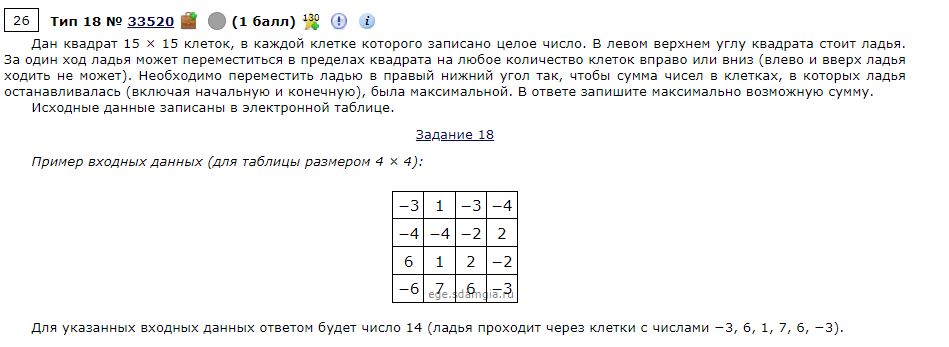 26 Тип 18 № 33520 130 (1 балл) i
Дан квадрат 15 × 15 клеток, в каждой клетке которого записано целое число. В левом верхнем углу квадрата стоит ладья.
За один ход ладья может переместиться в пределах квадрата на любое количество клеток вправо или вниз (влево и вверх ладья
ходить не может). Необходимо переместить ладью в правый нижний угол так, чтобы сумма чисел в клетках, в которых ладья
останавливалась (включая начальную и конечную), была максимальной. В ответе запишите максимально возможную сумму.
Исходные данные записаны в электронной таблице.
Задание 18
Пример входных данных (для таблицы размером 4 × 4):
−3 1 −3 −4
−4 −4 −2 2
6 1 2 −2
−6 7 6 −3
ege.sdamgia.ru
Для указанных входных данных ответом будет число 14 (ладья проходит через клетки с числами −3, 6, 1, 7, 6, −3).